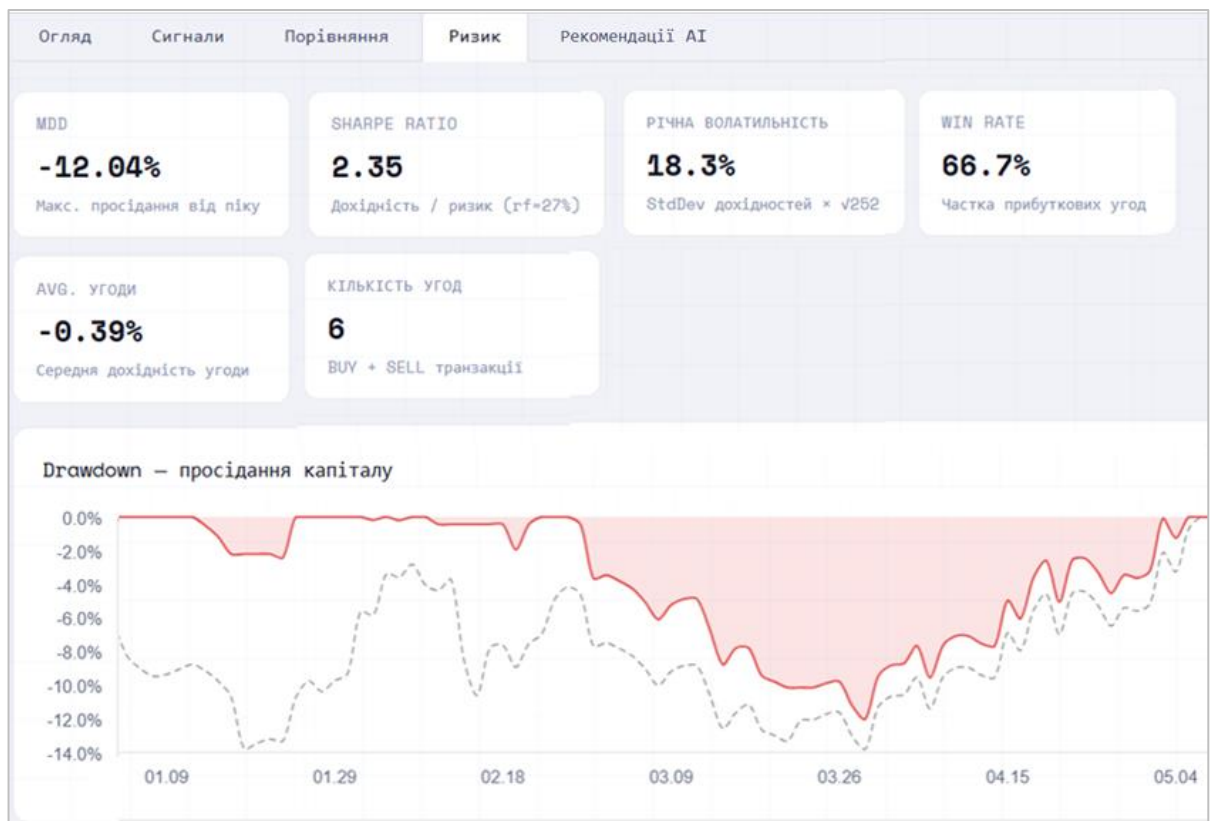 Огляд Сигнали Порівняння Ризик Рекомендації AI
MDD
-12.04%
Макс. просідання від піку
SHARPE RATIO
2.35
Дохідність / ризик (rf=27%)
РІЧНА ВОЛАТИЛЬНІСТЬ
18.3%
StdDev дохідностей × √252
WIN RATE
66.7%
Частка прибуткових угод
AVG. УГОДИ
-0.39%
Середня дохідність угоди
КІЛЬКІСТЬ УГОД
6
BUY + SELL транзакції
Drawdown — просідання капіталу
0.0%
-2.0%
-4.0%
-6.0%
-8.0%
-10.0%
-12.0%
-14.0%
01.09 01.29 02.18 03.09 03.26 04.15 05.04